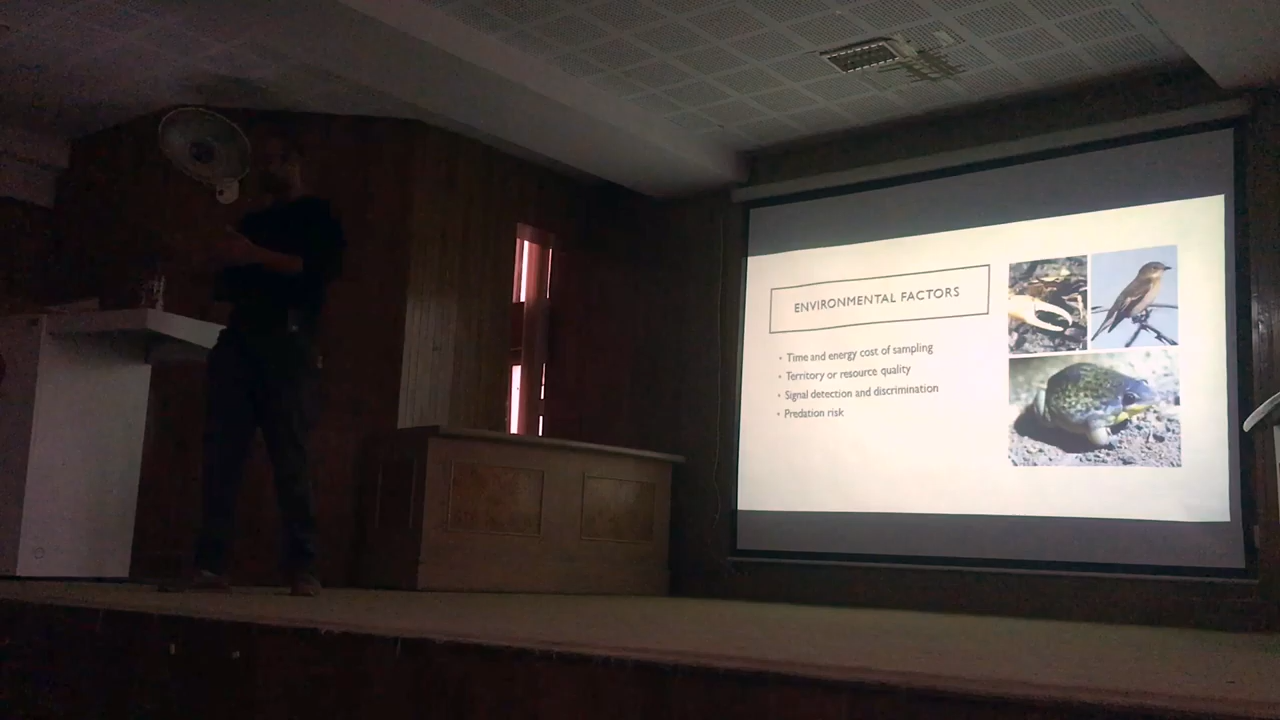 ENVIRONMENTAL FACTORS
• Time and energy cost of sampling
• Territory or resource quality
• Signal detection and discrimination
• Predation risk